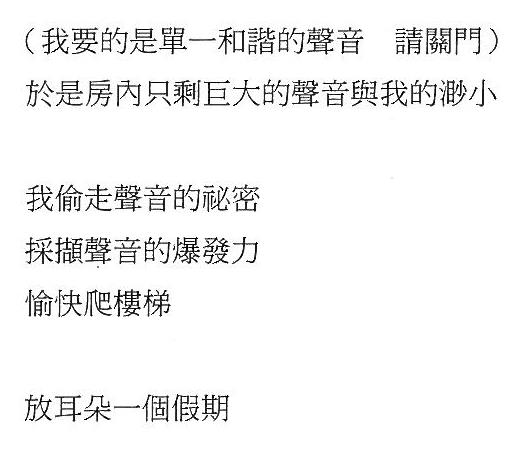 （我要的是單一和諧的聲音　請關門）
於是房內只剩巨大的聲音與我的渺小
我偷走聲音的祕密
採擷聲音的爆發力
愉快爬樓梯
放耳朵一個假期